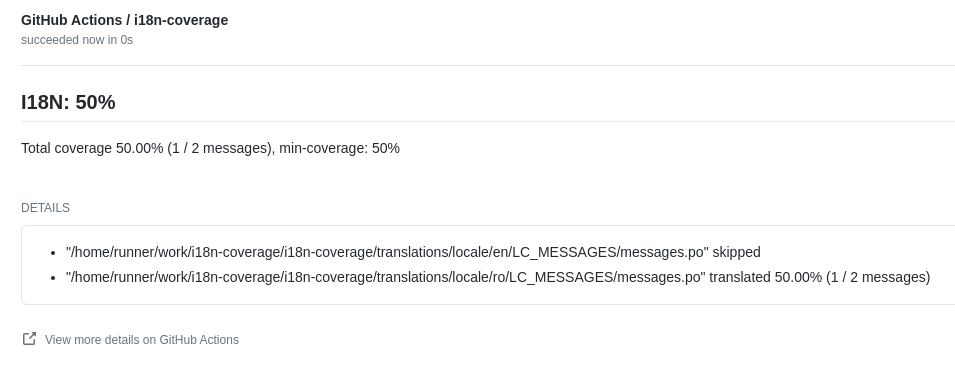 GitHub Actions / i18n-coverage
succeeded now in 0s
I18N: 50%
Total coverage 50.00% (1 / 2 messages), min-coverage: 50%
DETAILS
• "/home/runner/work/i18n-coverage/i18n-coverage/translations/locale/en/LC_MESSAGES/messages.po" skipped
• "/home/runner/work/i18n-coverage/i18n-coverage/translations/locale/ro/LC_MESSAGES/messages.po" translated 50.00% (1 / 2 messages)
View more details on GitHub Actions